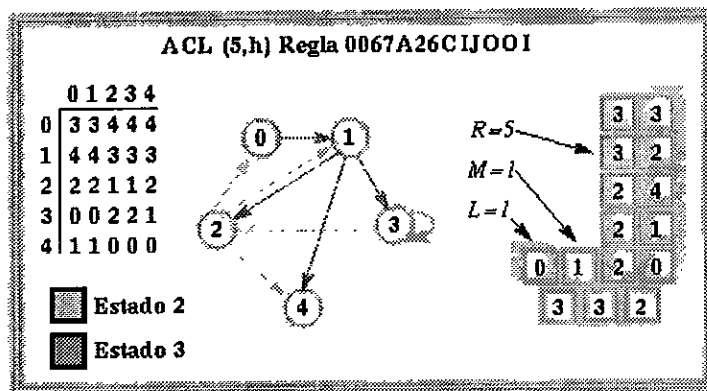 ACL (5,h) Regla 0067A26CIJOOI
0 1 2 3 4
0 3 3 4 4 4
1 4 4 3 3 3
2 2 2 1 1 2
3 0 0 2 2 1
4 1 1 0 0 0
Estado 2
Estado 3
0
1
2
3
4
R=5
M=1
L=1
3 3
3 2
2 4
2 1
0 1 2 0
3 3 2